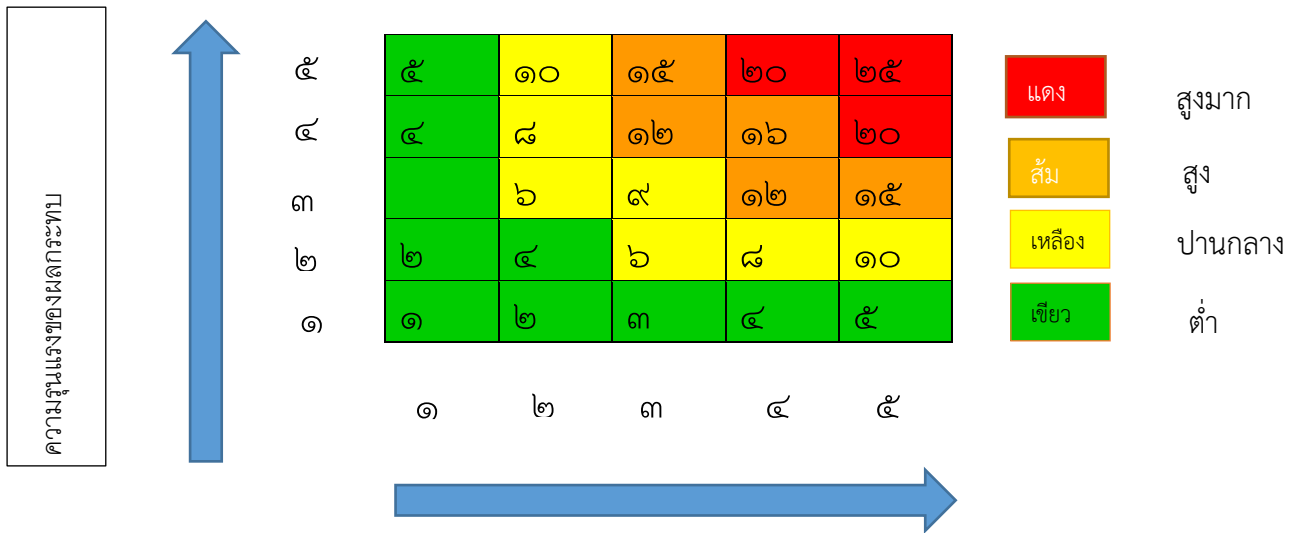 ความรุนแรงของผลกระทบ
๕ ๕ ๑๐ ๑๕ ๒๐ ๒๕
๔ ๔ ๘ ๑๒ ๑๖ ๒๐
๓ ๖ ๙ ๑๒ ๑๕
๒ ๒ ๔ ๖ ๘ ๑๐
๑ ๑ ๒ ๓ ๔ ๕
๑ ๒ ๓ ๔ ๕
แดง สูงมาก
ส้ม สูง
เหลือง ปานกลาง
เขียว ต่ำ